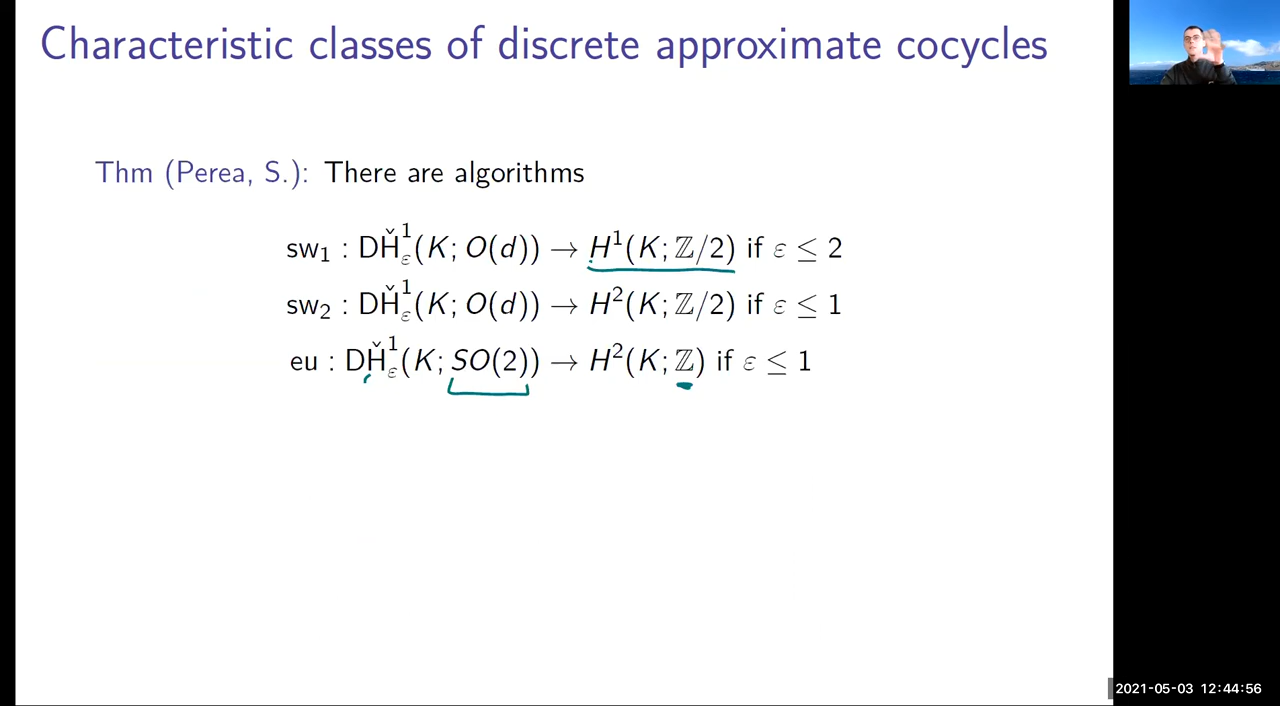 Characteristic classes of discrete approximate cocycles
Thm (Perea, S.): There are algorithms
sw₁ : DȞ¹_ε(K; O(d)) → H¹(K; ℤ/2) if ε ≤ 2
sw₂ : DȞ¹_ε(K; O(d)) → H²(K; ℤ/2) if ε ≤ 1
eu : DȞ¹_ε(K; SO(2)) → H²(K; ℤ) if ε ≤ 1
2021-05-03 12:44:56